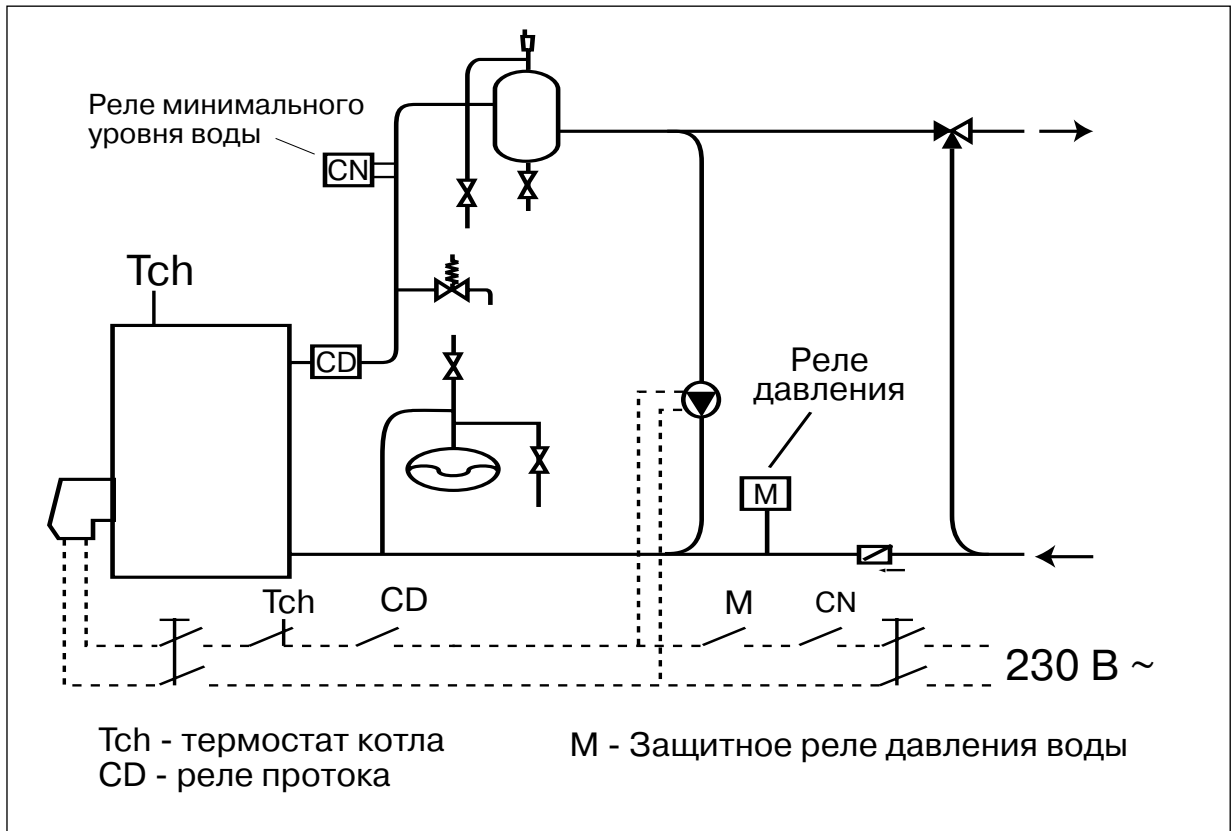 Реле минимального
уровня воды
CN
Tch
CD
Реле
давления
M
Tch
CD
M
CN
230 В ~
Tch - термостат котла
CD - реле протока
М - Защитное реле давления воды